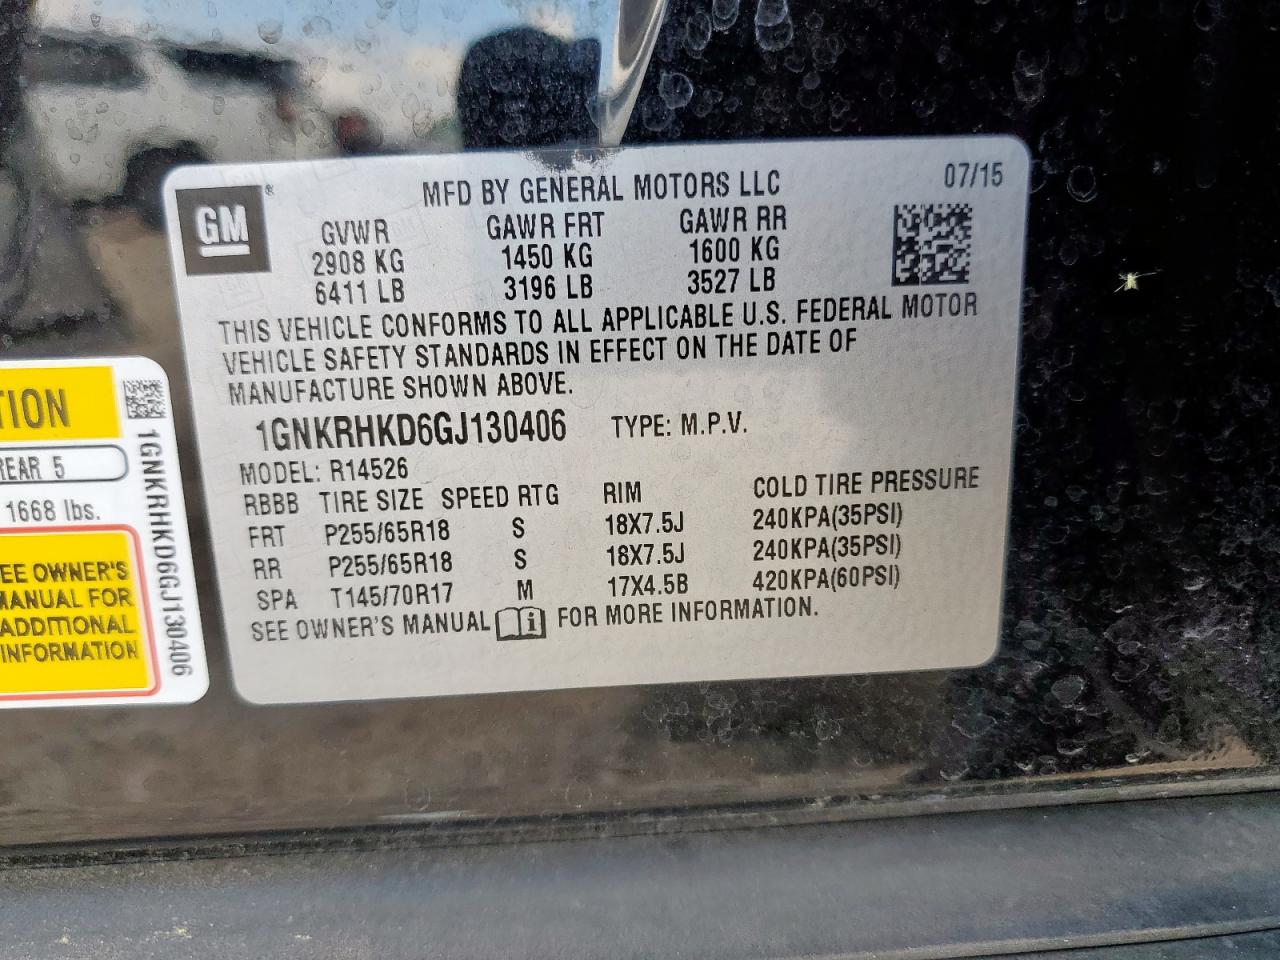 GM ®
MFD BY GENERAL MOTORS LLC 07/15
GVWR GAWR FRT GAWR RR
2908 KG 1450 KG 1600 KG
6411 LB 3196 LB 3527 LB
THIS VEHICLE CONFORMS TO ALL APPLICABLE U.S. FEDERAL MOTOR
VEHICLE SAFETY STANDARDS IN EFFECT ON THE DATE OF
MANUFACTURE SHOWN ABOVE.
1GNKRHKD6GJ130406 TYPE: M.P.V.
MODEL: R14526
RBBB TIRE SIZE SPEED RTG RIM COLD TIRE PRESSURE
FRT P255/65R18 S 18X7.5J 240KPA(35PSI)
RR P255/65R18 S 18X7.5J 240KPA(35PSI)
SPA T145/70R17 M 17X4.5B 420KPA(60PSI)
SEE OWNER'S MANUAL i FOR MORE INFORMATION.
TION
REAR 5
1668 lbs.
EE OWNER'S
MANUAL FOR
ADDITIONAL
INFORMATION
1GNKRHKD6GJ130406